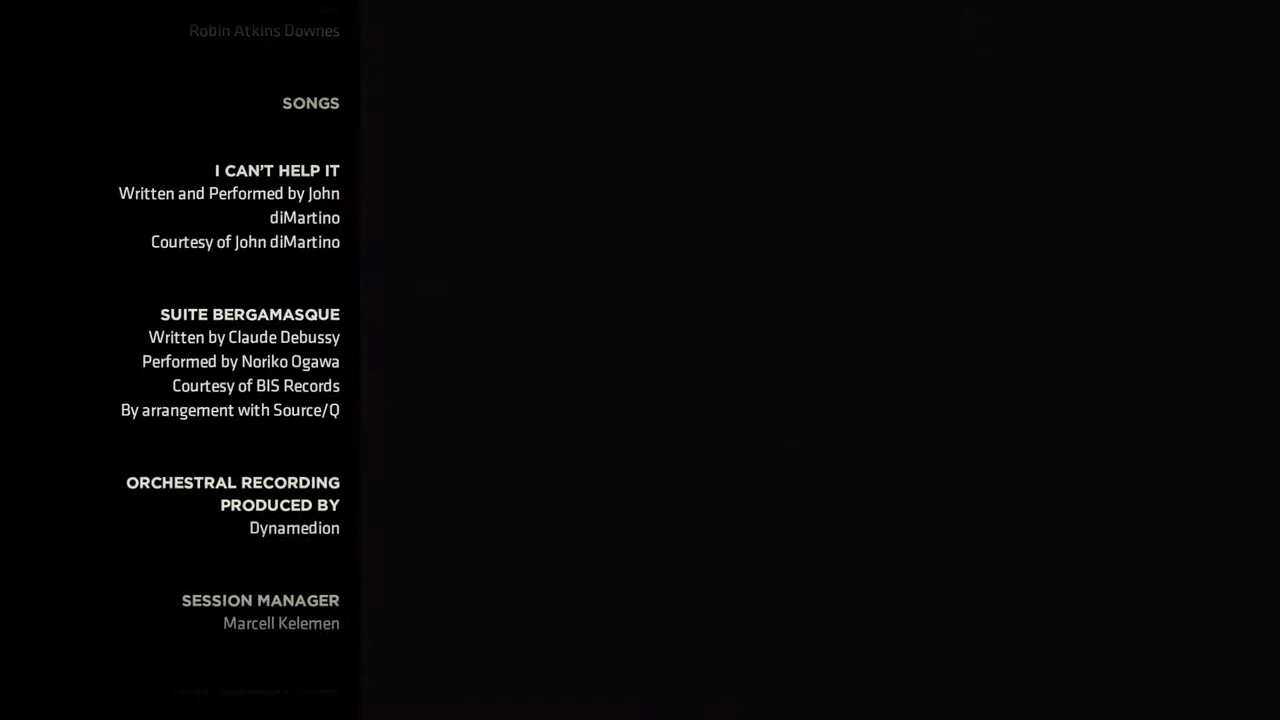 Robin Atkins Downes
SONGS
I CAN'T HELP IT
Written and Performed by John
diMartino
Courtesy of John diMartino
SUITE BERGAMASQUE
Written by Claude Debussy
Performed by Noriko Ogawa
Courtesy of BIS Records
By arrangement with Source/Q
ORCHESTRAL RECORDING
PRODUCED BY
Dynamedion
SESSION MANAGER
Marcell Kelemen